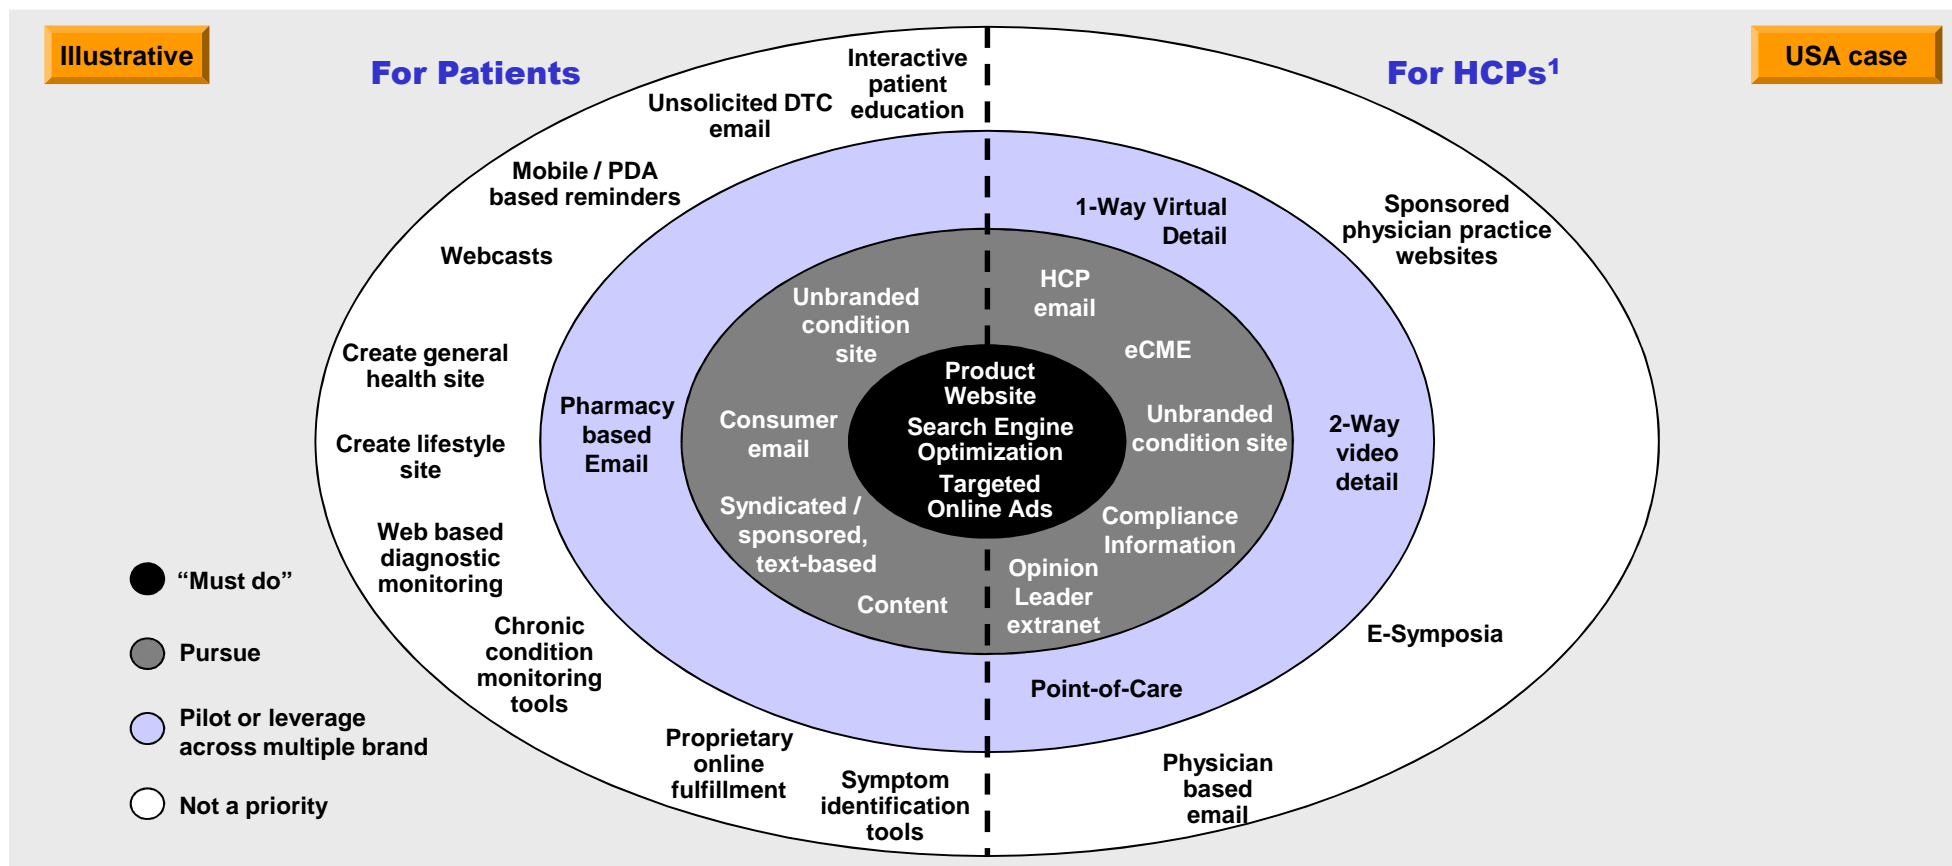 Illustrative
For Patients
For HCPs1
USA case
Interactive
patient
education
Unsolicited DTC
email
Mobile / PDA
based reminders
Webcasts
Create general
health site
Create lifestyle
site
Web based
diagnostic
monitoring
Chronic
condition
monitoring
tools
Proprietary
online
fulfillment
Symptom
identification
tools
Pharmacy
based
Email
Unbranded
condition
site
Consumer
email
Syndicated /
sponsored,
text-based
Content
Product
Website
Search Engine
Optimization
Targeted
Online Ads
HCP
email
eCME
Unbranded
condition site
Compliance
Information
Opinion
Leader
extranet
1-Way Virtual
Detail
2-Way
video
detail
Point-of-Care
Sponsored
physician practice
websites
E-Symposia
Physician
based
email
“Must do”
Pursue
Pilot or leverage
across multiple brand
Not a priority